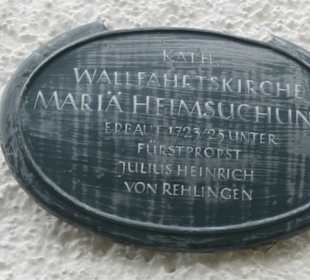 KATH.
WALLFAHRTSKIRCHE
MARIÄ HEIMSUCHUN
ERBAUT 1723/25 UNTER
FÜRSTPROPST
JULIUS HEINRICH
VON REHLINGEN